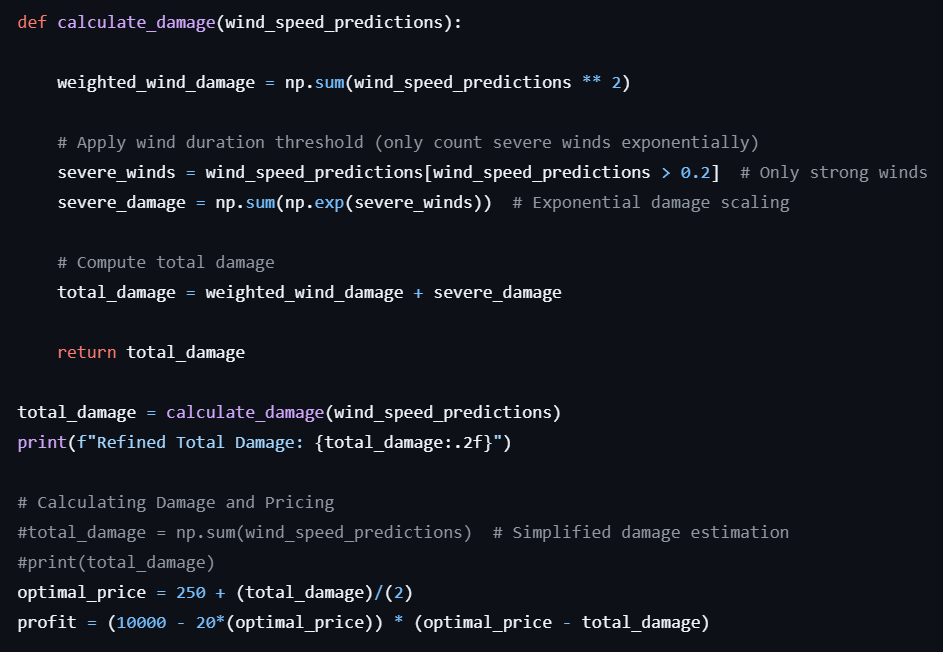 def calculate_damage(wind_speed_predictions):
    weighted_wind_damage = np.sum(wind_speed_predictions ** 2)
    # Apply wind duration threshold (only count severe winds exponentially)
    severe_winds = wind_speed_predictions[wind_speed_predictions > 0.2]  # Only strong winds
    severe_damage = np.sum(np.exp(severe_winds))  # Exponential damage scaling
    # Compute total damage
    total_damage = weighted_wind_damage + severe_damage
    return total_damage
total_damage = calculate_damage(wind_speed_predictions)
print(f"Refined Total Damage: {total_damage:.2f}")
# Calculating Damage and Pricing
#total_damage = np.sum(wind_speed_predictions)  # Simplified damage estimation
#print(total_damage)
optimal_price = 250 + (total_damage)/(2)
profit = (10000 - 20*(optimal_price)) * (optimal_price - total_damage)